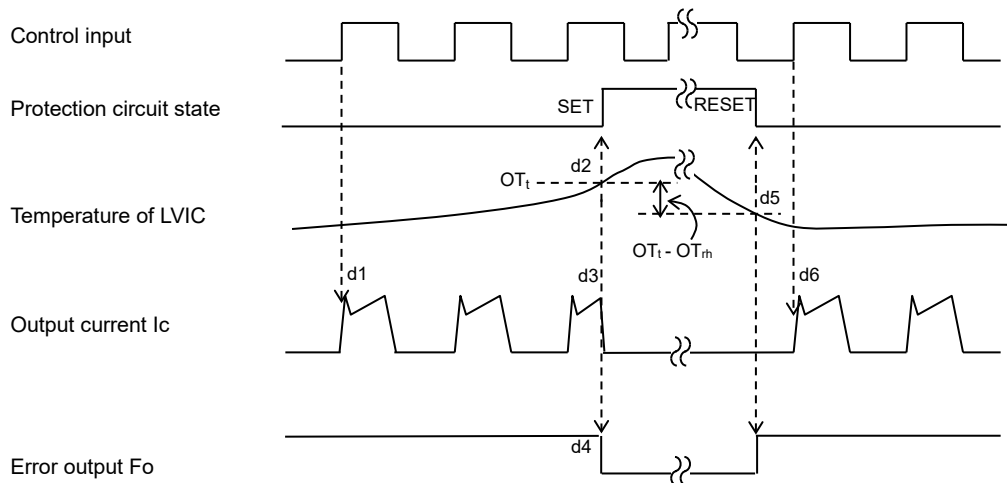 Control input
Protection circuit state
SET
RESET
d2
OTt
d5
Temperature of LVIC
OTt - OTrh
d1
d3
d6
Output current Ic
d4
Error output Fo